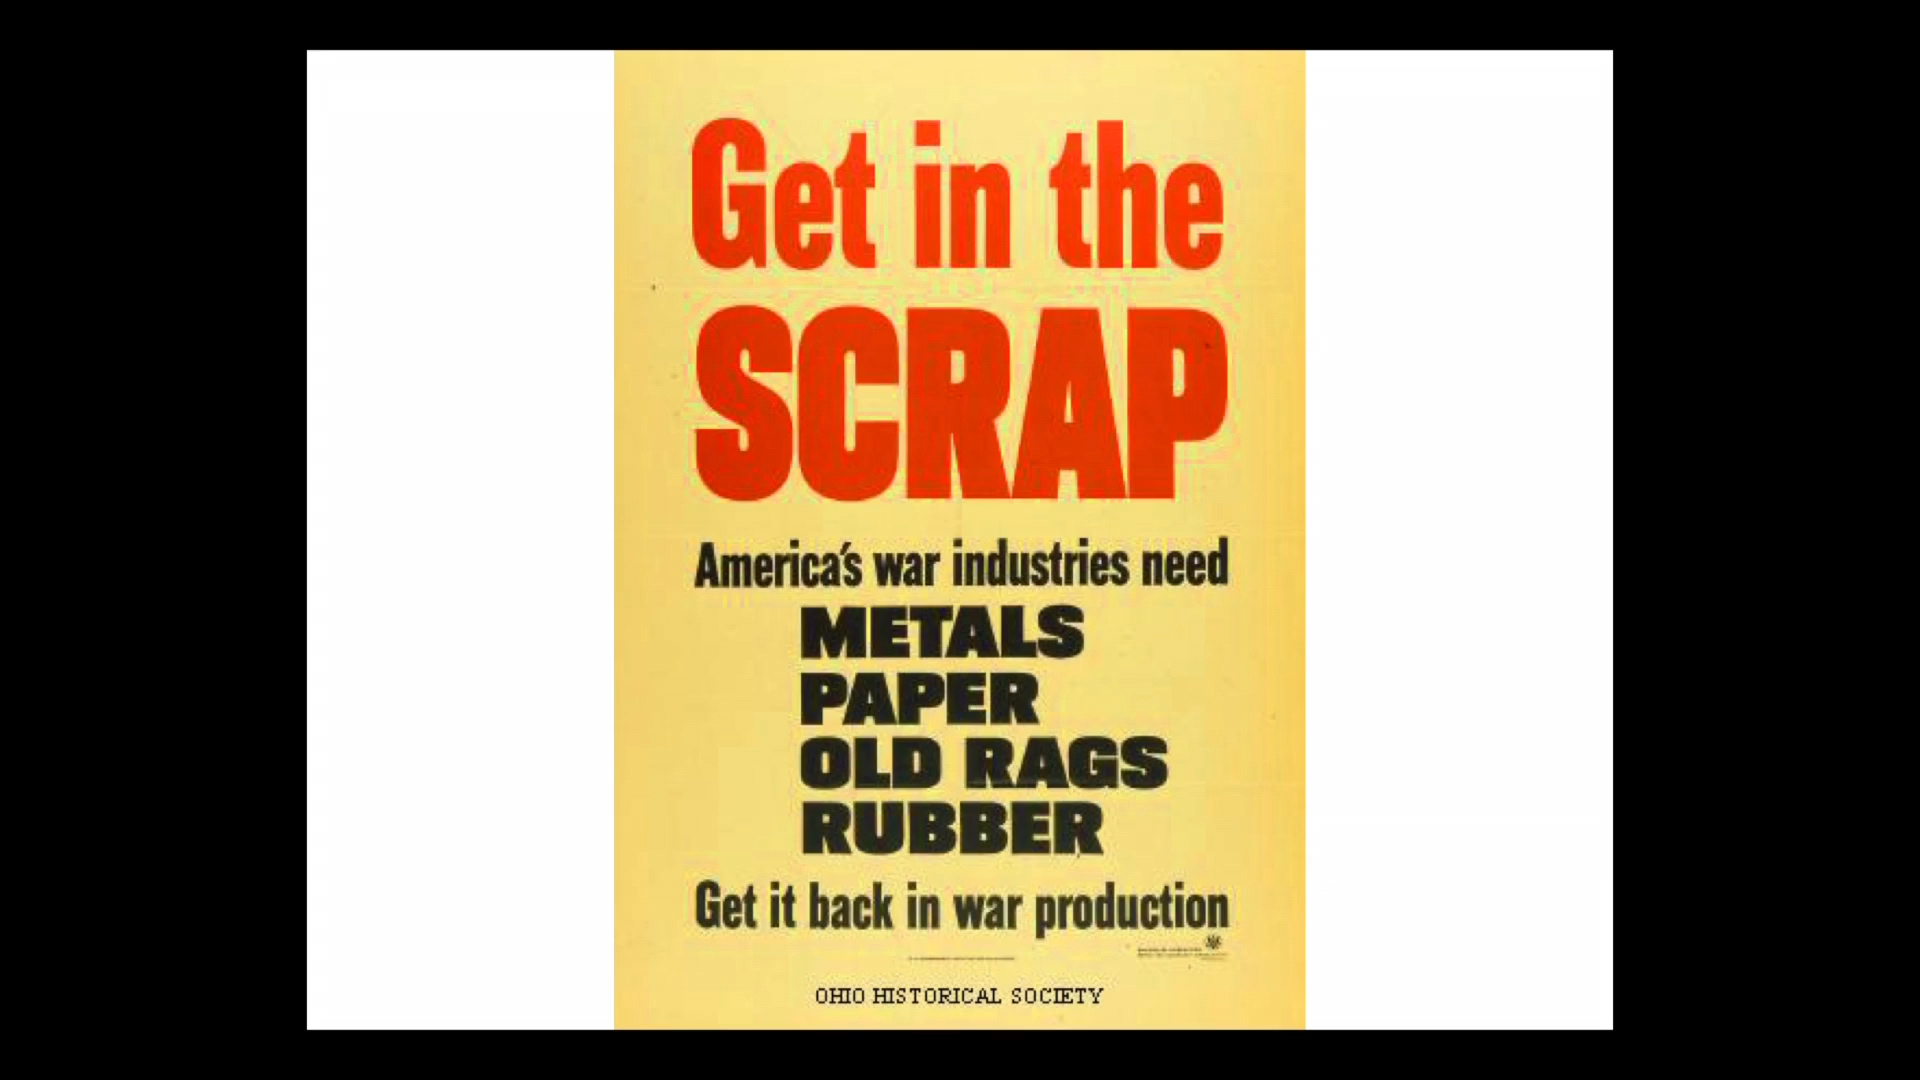 Get in the
SCRAP
America's war industries need
METALS
PAPER
OLD RAGS
RUBBER
Get it back in war production
OHIO HISTORICAL SOCIETY